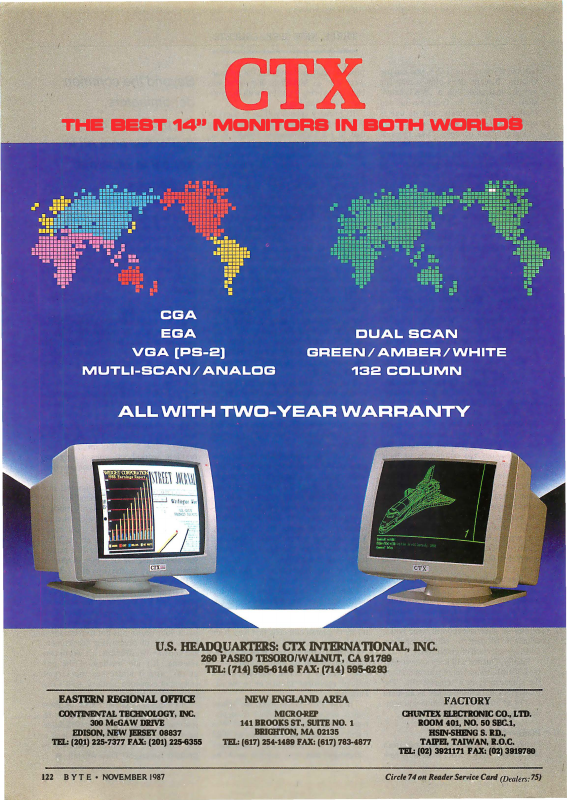 CTX
THE BEST 14" MONITORS IN BOTH WORLDS
CGA
EGA
VGA (PS-2)
MUTLI-SCAN/ANALOG
DUAL SCAN
GREEN/AMBER/WHITE
132 COLUMN
ALL WITH TWO-YEAR WARRANTY
WRIGHT CORPORATION
1986 Earnings Report
STREET JOURNAL
CTX
CTX
U.S. HEADQUARTERS: CTX INTERNATIONAL, INC.
260 PASEO TESORO/WALNUT, CA 91789
TEL: (714) 595-6146 FAX: (714) 595-6293
EASTERN REGIONAL OFFICE
CONTINENTAL TECHNOLOGY, INC.
300 McGAW DRIVE
EDISON, NEW JERSEY 08837
TEL: (201) 225-7377 FAX: (201) 225-6355
NEW ENGLAND AREA
MICRO-REP
141 BROOKS ST., SUITE NO. 1
BRIGHTON, MA 02135
TEL: (617) 254-1489 FAX: (617) 783-4877
FACTORY
CHUNTEX ELECTRONIC CO., LTD.
ROOM 401, NO. 50 SEC.1,
HSIN-SHENG S. RD.,
TAIPEI, TAIWAN, R.O.C.
TEL: (02) 3921171 FAX: (02) 3919780
122 BYTE • NOVEMBER 1987
Circle 74 on Reader Service Card (Dealers: 75)